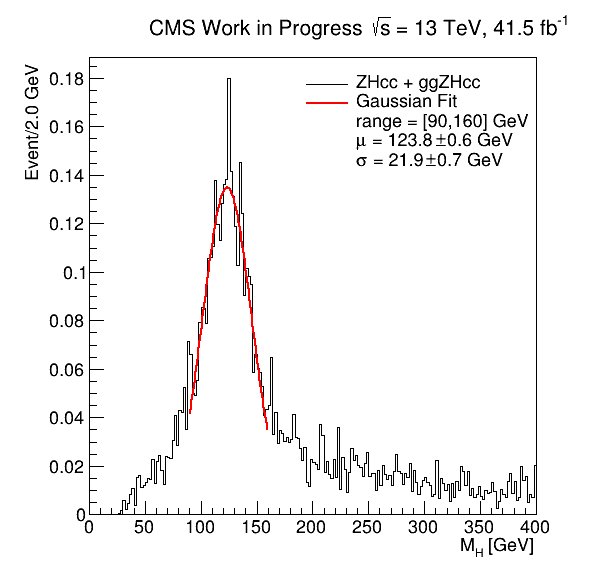 CMS Work in Progress √s = 13 TeV, 41.5 fb⁻¹
Event/2.0 GeV
ZHcc + ggZHcc
Gaussian Fit
range = [90,160] GeV
μ = 123.8±0.6 GeV
σ = 21.9±0.7 GeV
0.18
0.16
0.14
0.12
0.1
0.08
0.06
0.04
0.02
0
0 50 100 150 200 250 300 350 400
M_H [GeV]